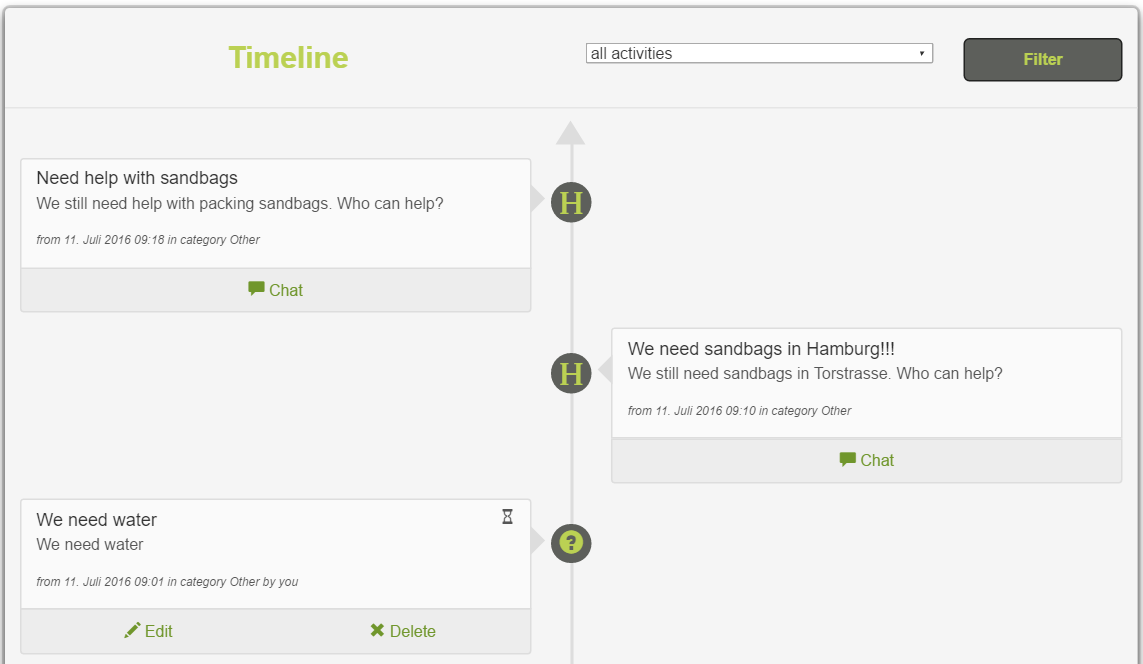 Timeline
all activities
Filter
Need help with sandbags
We still need help with packing sandbags. Who can help?
from 11. Juli 2016 09:18 in category Other
Chat
H
We need sandbags in Hamburg!!!
We still need sandbags in Torstrasse. Who can help?
from 11. Juli 2016 09:10 in category Other
Chat
H
We need water
We need water
from 11. Juli 2016 09:01 in category Other by you
Edit
Delete
?